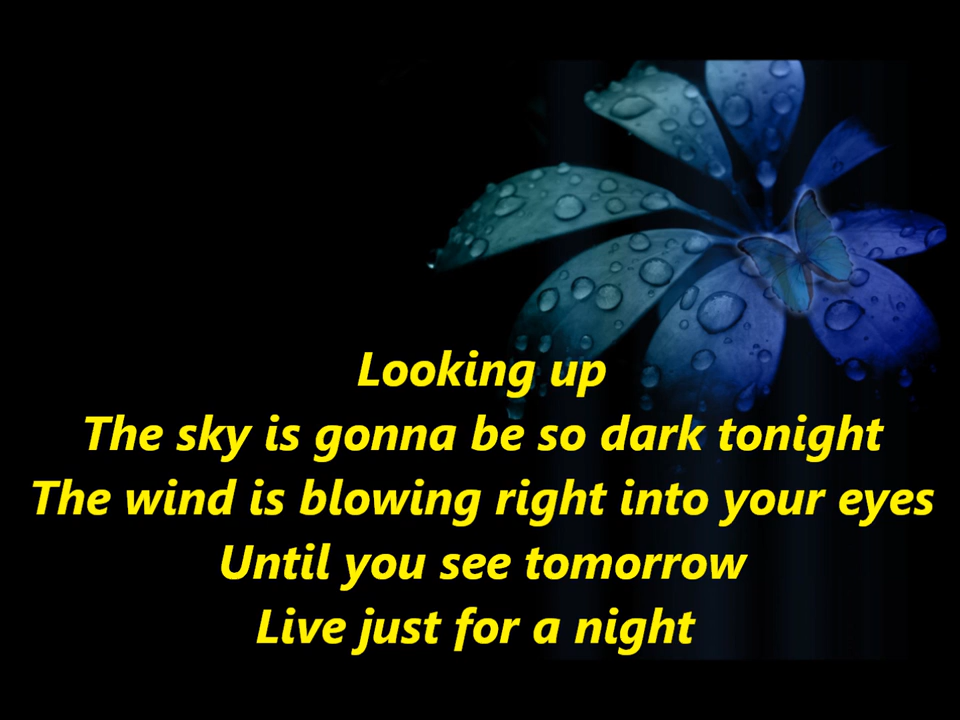 Looking up
The sky is gonna be so dark tonight
The wind is blowing right into your eyes
Until you see tomorrow
Live just for a night